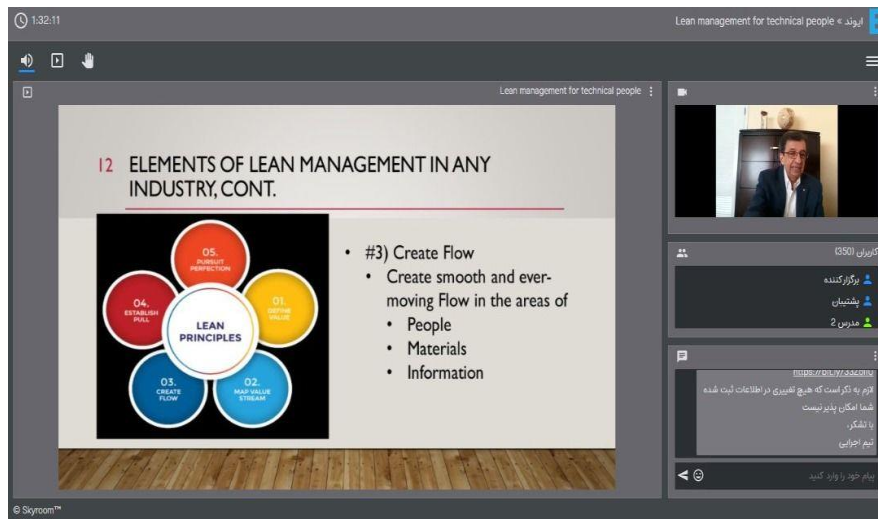 1:32:11
ایوند » Lean management for technical people
Lean management for technical people
12 ELEMENTS OF LEAN MANAGEMENT IN ANY
INDUSTRY, CONT.
05.
PURSUIT
PERFECTION
04.
ESTABLISH
PULL
01.
DEFINE
VALUE
LEAN
PRINCIPLES
03.
CREATE
FLOW
02.
MAP VALUE
STREAM
• #3) Create Flow
• Create smooth and ever-
moving Flow in the areas of
• People
• Materials
• Information
کاربران (350)
برگزارکننده
پشتیبان
مدرس 2
لازم به ذکر است که هیچ تغییری در اطلاعات ثبت شده
شما امکان پذیر نیست
با تشکر،
تیم اجرایی
پیام خود را وارد کنید
© Skyroom™